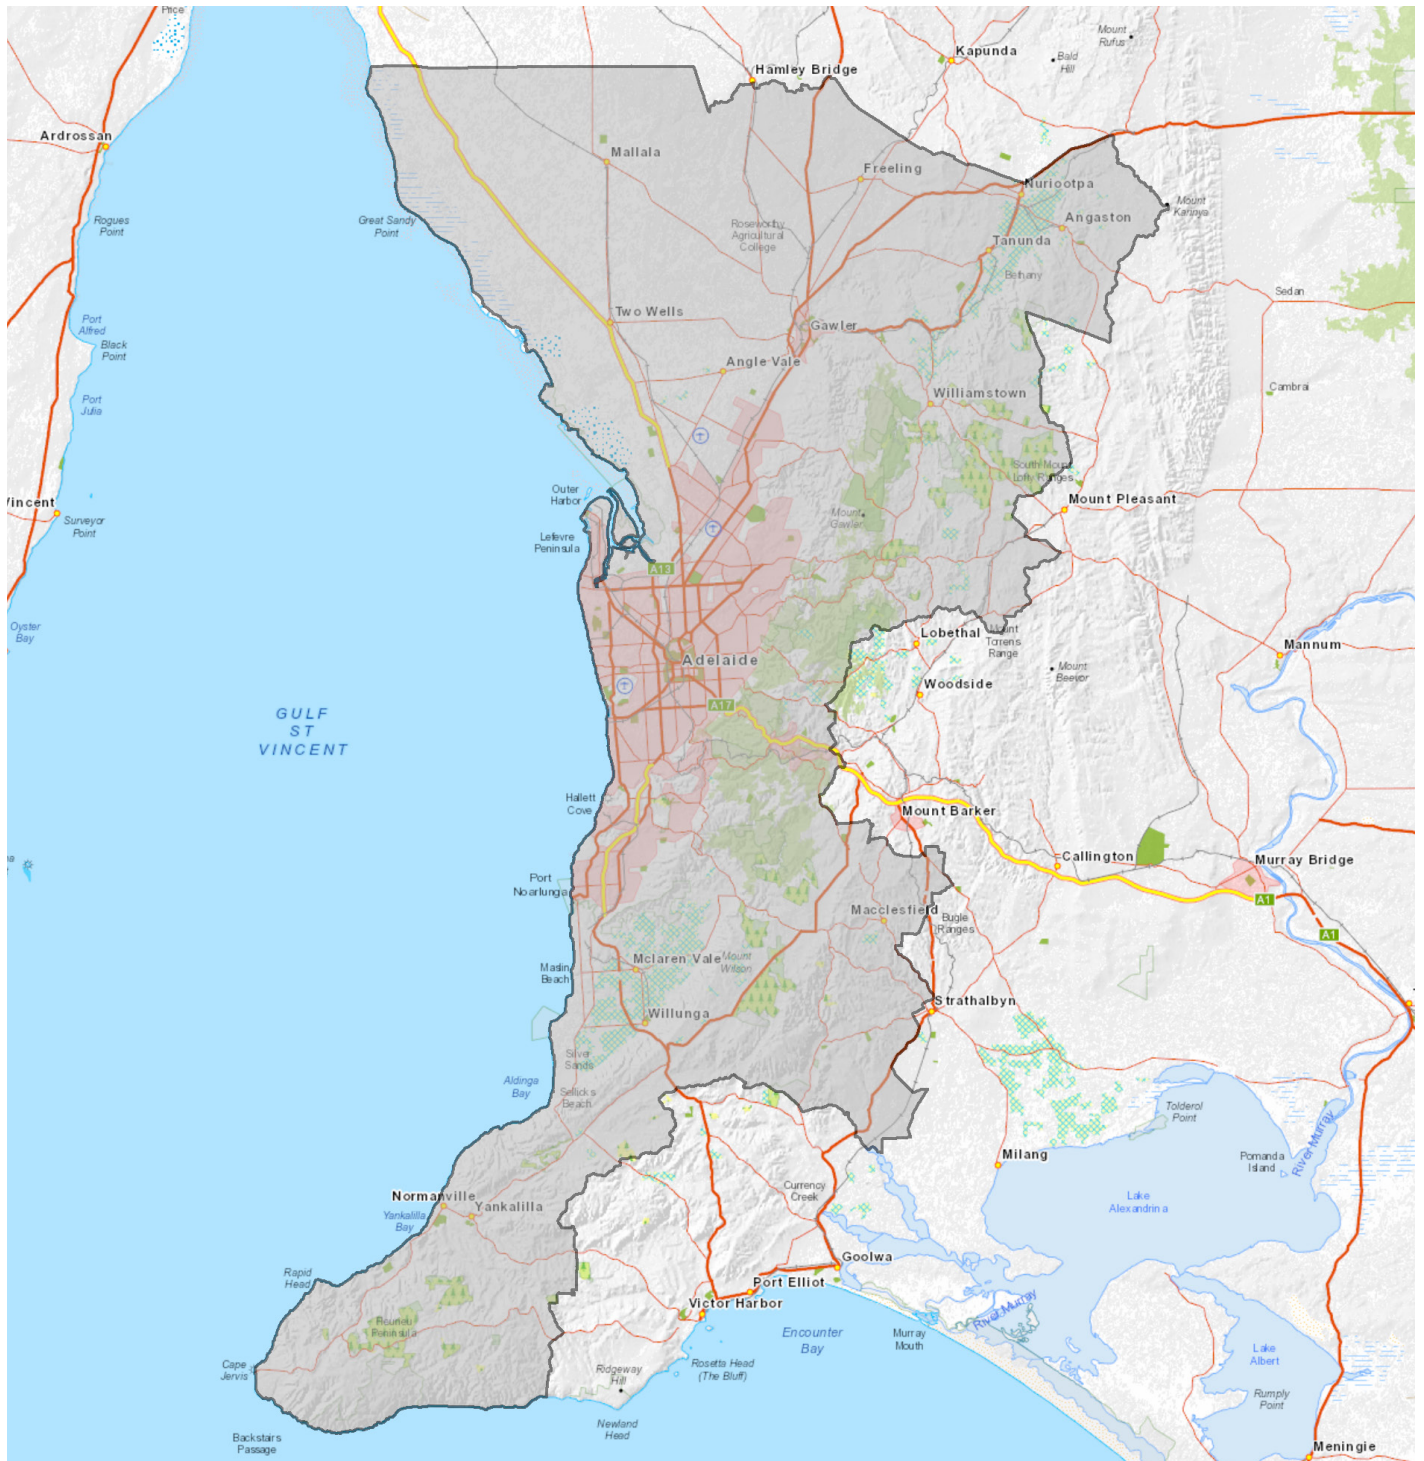 Price
Mount
Rufus
Kapunda
Bald
Hill
Hamley Bridge
Ardrossan
Mallala
Freeling
Nuriootpa
Mount
Karinya
Rogues
Point
Great Sandy
Point
Roseworthy
Agricultural
College
Angaston
Tanunda
Bethany
Sedan
Port
Alfred
Black
Point
Two Wells
Gawler
Angle Vale
Cambrai
Port
Julia
Williamstown
South Mount
Lofty Ranges
Outer
Harbor
Mount Pleasant
Vincent
Surveyor
Point
Mount
Gawler
Lefevre
Peninsula
A13
Oyster
Bay
Lobethal
Mount
Torrens
Range
Mannum
Adelaide
Mount
Beevor
Woodside
A17
GULF
ST
VINCENT
Hallett
Cove
Mount Barker
Callington
Murray Bridge
Port
Noarlunga
A1
Macclesfield
Bugle
Ranges
A1
Maslin
Beach
Mclaren Vale
Mount
Wilson
Strathalbyn
Willunga
Silver
Sands
Aldinga
Bay
Sellicks
Beach
Tolderol
Point
River Murray
Milang
Pomanda
Island
Normanville
Yankalilla
Yankalilla
Bay
Currency
Creek
Lake
Alexandrina
Goolwa
Rapid
Head
Port Elliot
Victor Harbor
River Murray
Fleurieu
Peninsula
Encounter
Bay
Murray
Mouth
Lake
Albert
Cape
Jervis
Rosetta Head
(The Bluff)
Ridgeway
Hill
Rumply
Point
Newland
Head
Backstairs
Passage
Meningie